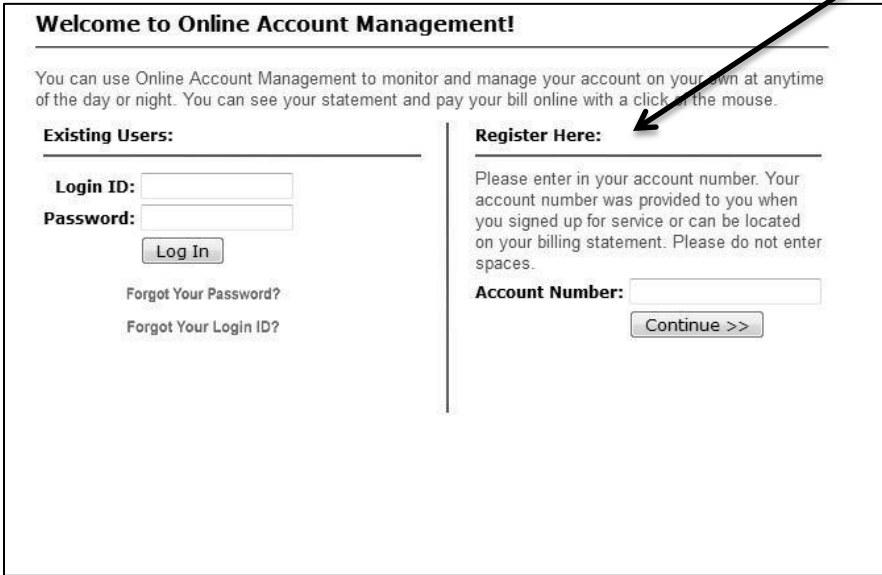 Welcome to Online Account Management!
You can use Online Account Management to monitor and manage your account on your own at anytime
of the day or night. You can see your statement and pay your bill online with a click of the mouse.
Existing Users:
Login ID:
Password:
Log In
Forgot Your Password?
Forgot Your Login ID?
Register Here:
Please enter in your account number. Your
account number was provided to you when
you signed up for service or can be located
on your billing statement. Please do not enter
spaces.
Account Number:
Continue >>